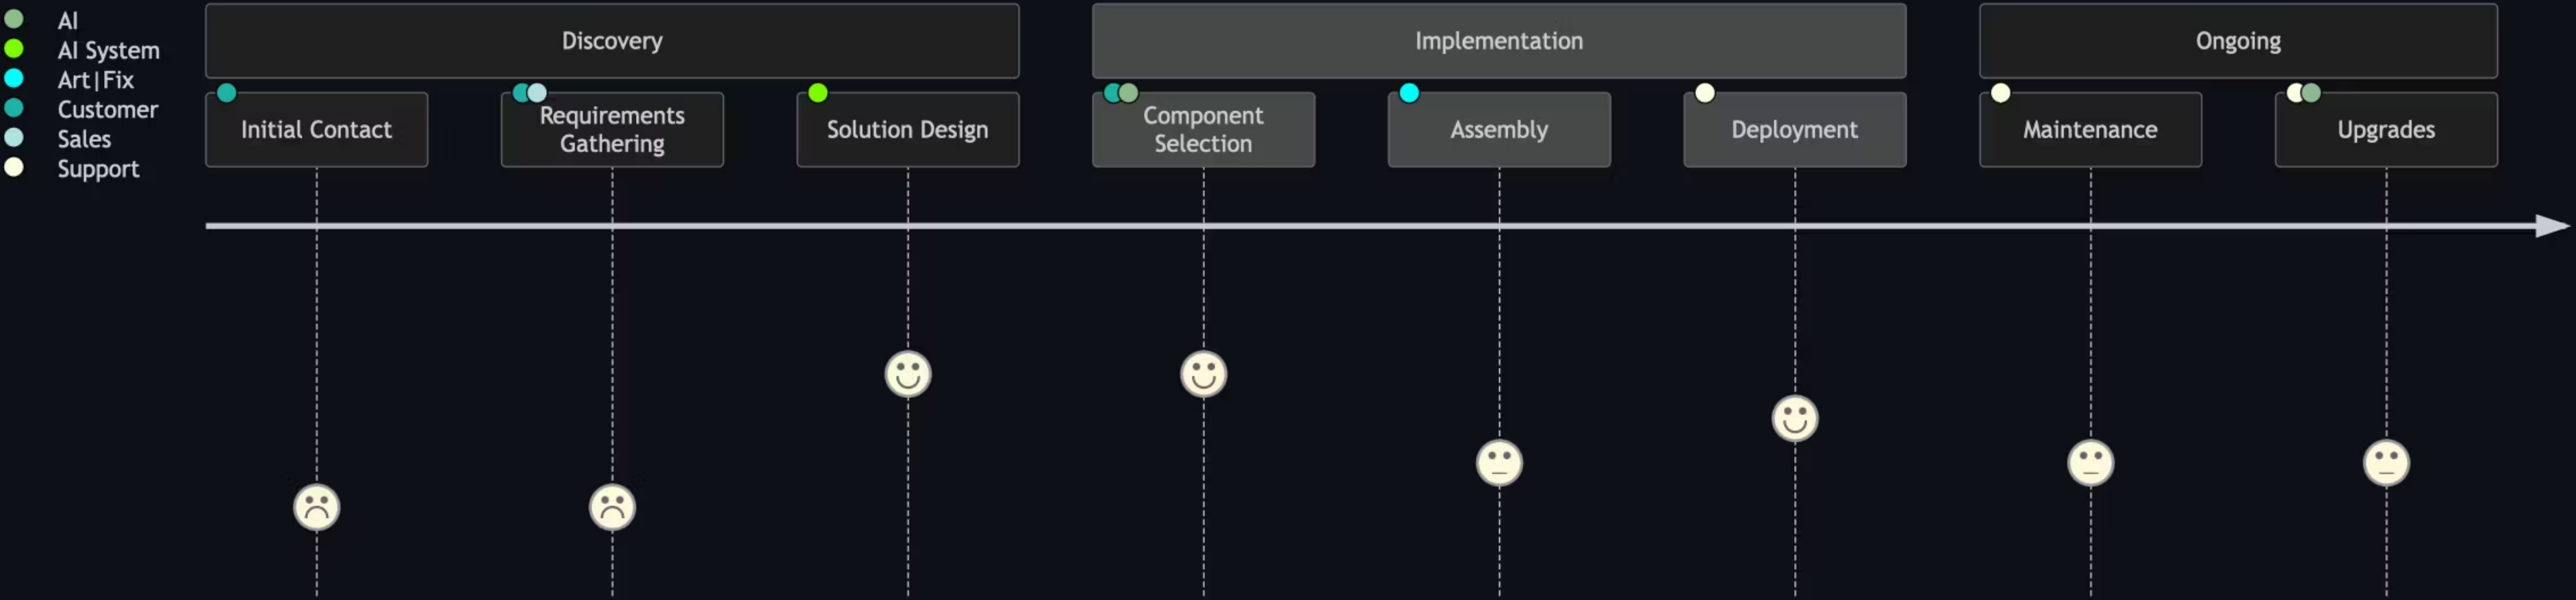 AI
AI System
Art|Fix
Customer
Sales
Support
Discovery
Initial Contact
Requirements
Gathering
Solution Design
Implementation
Component
Selection
Assembly
Deployment
Ongoing
Maintenance
Upgrades